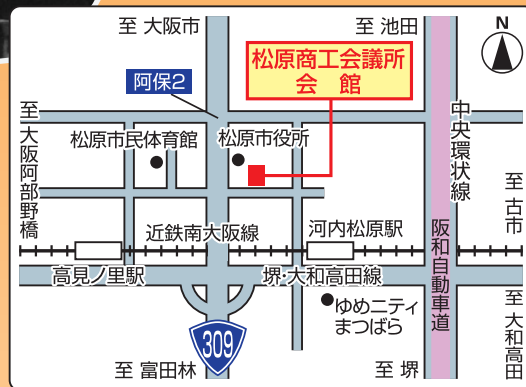 至 大阪市
至 池田
N
松原商工会議所
会 館
阿保2
至 大阪阿部野橋
松原市民体育館
松原市役所
中央環状線
至 古市
近鉄南大阪線
河内松原駅
阪和自動車道
高見ノ里駅
堺・大和高田線
ゆめニティ
まつばら
至 大和高田
309
至 富田林
至 堺